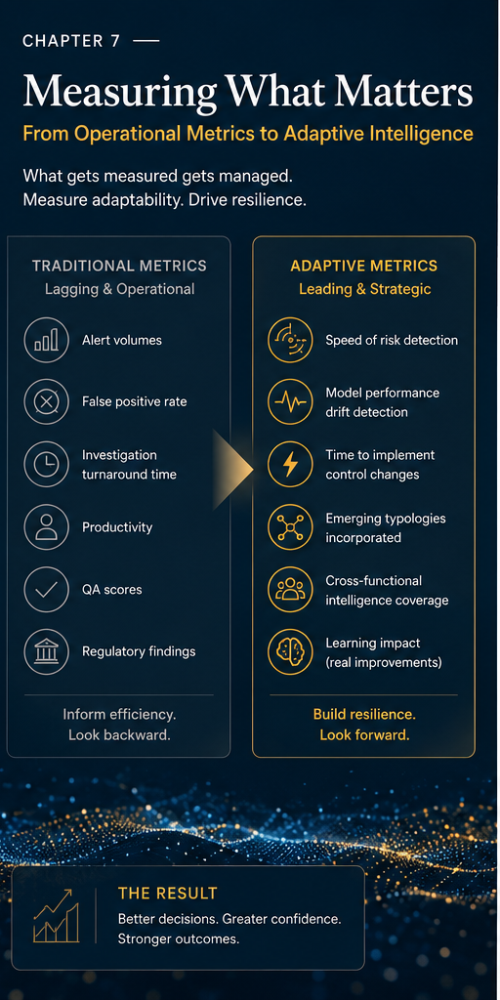 CHAPTER 7
Measuring What Matters
From Operational Metrics to Adaptive Intelligence
What gets measured gets managed.
Measure adaptability. Drive resilience.
TRADITIONAL METRICS
Lagging & Operational
Alert volumes
False positive rate
Investigation
turnaround time
Productivity
QA scores
Regulatory findings
Inform efficiency.
Look backward.
ADAPTIVE METRICS
Leading & Strategic
Speed of risk detection
Model performance
drift detection
Time to implement
control changes
Emerging typologies
incorporated
Cross-functional
intelligence coverage
Learning impact
(real improvements)
Build resilience.
Look forward.
THE RESULT
Better decisions. Greater confidence.
Stronger outcomes.